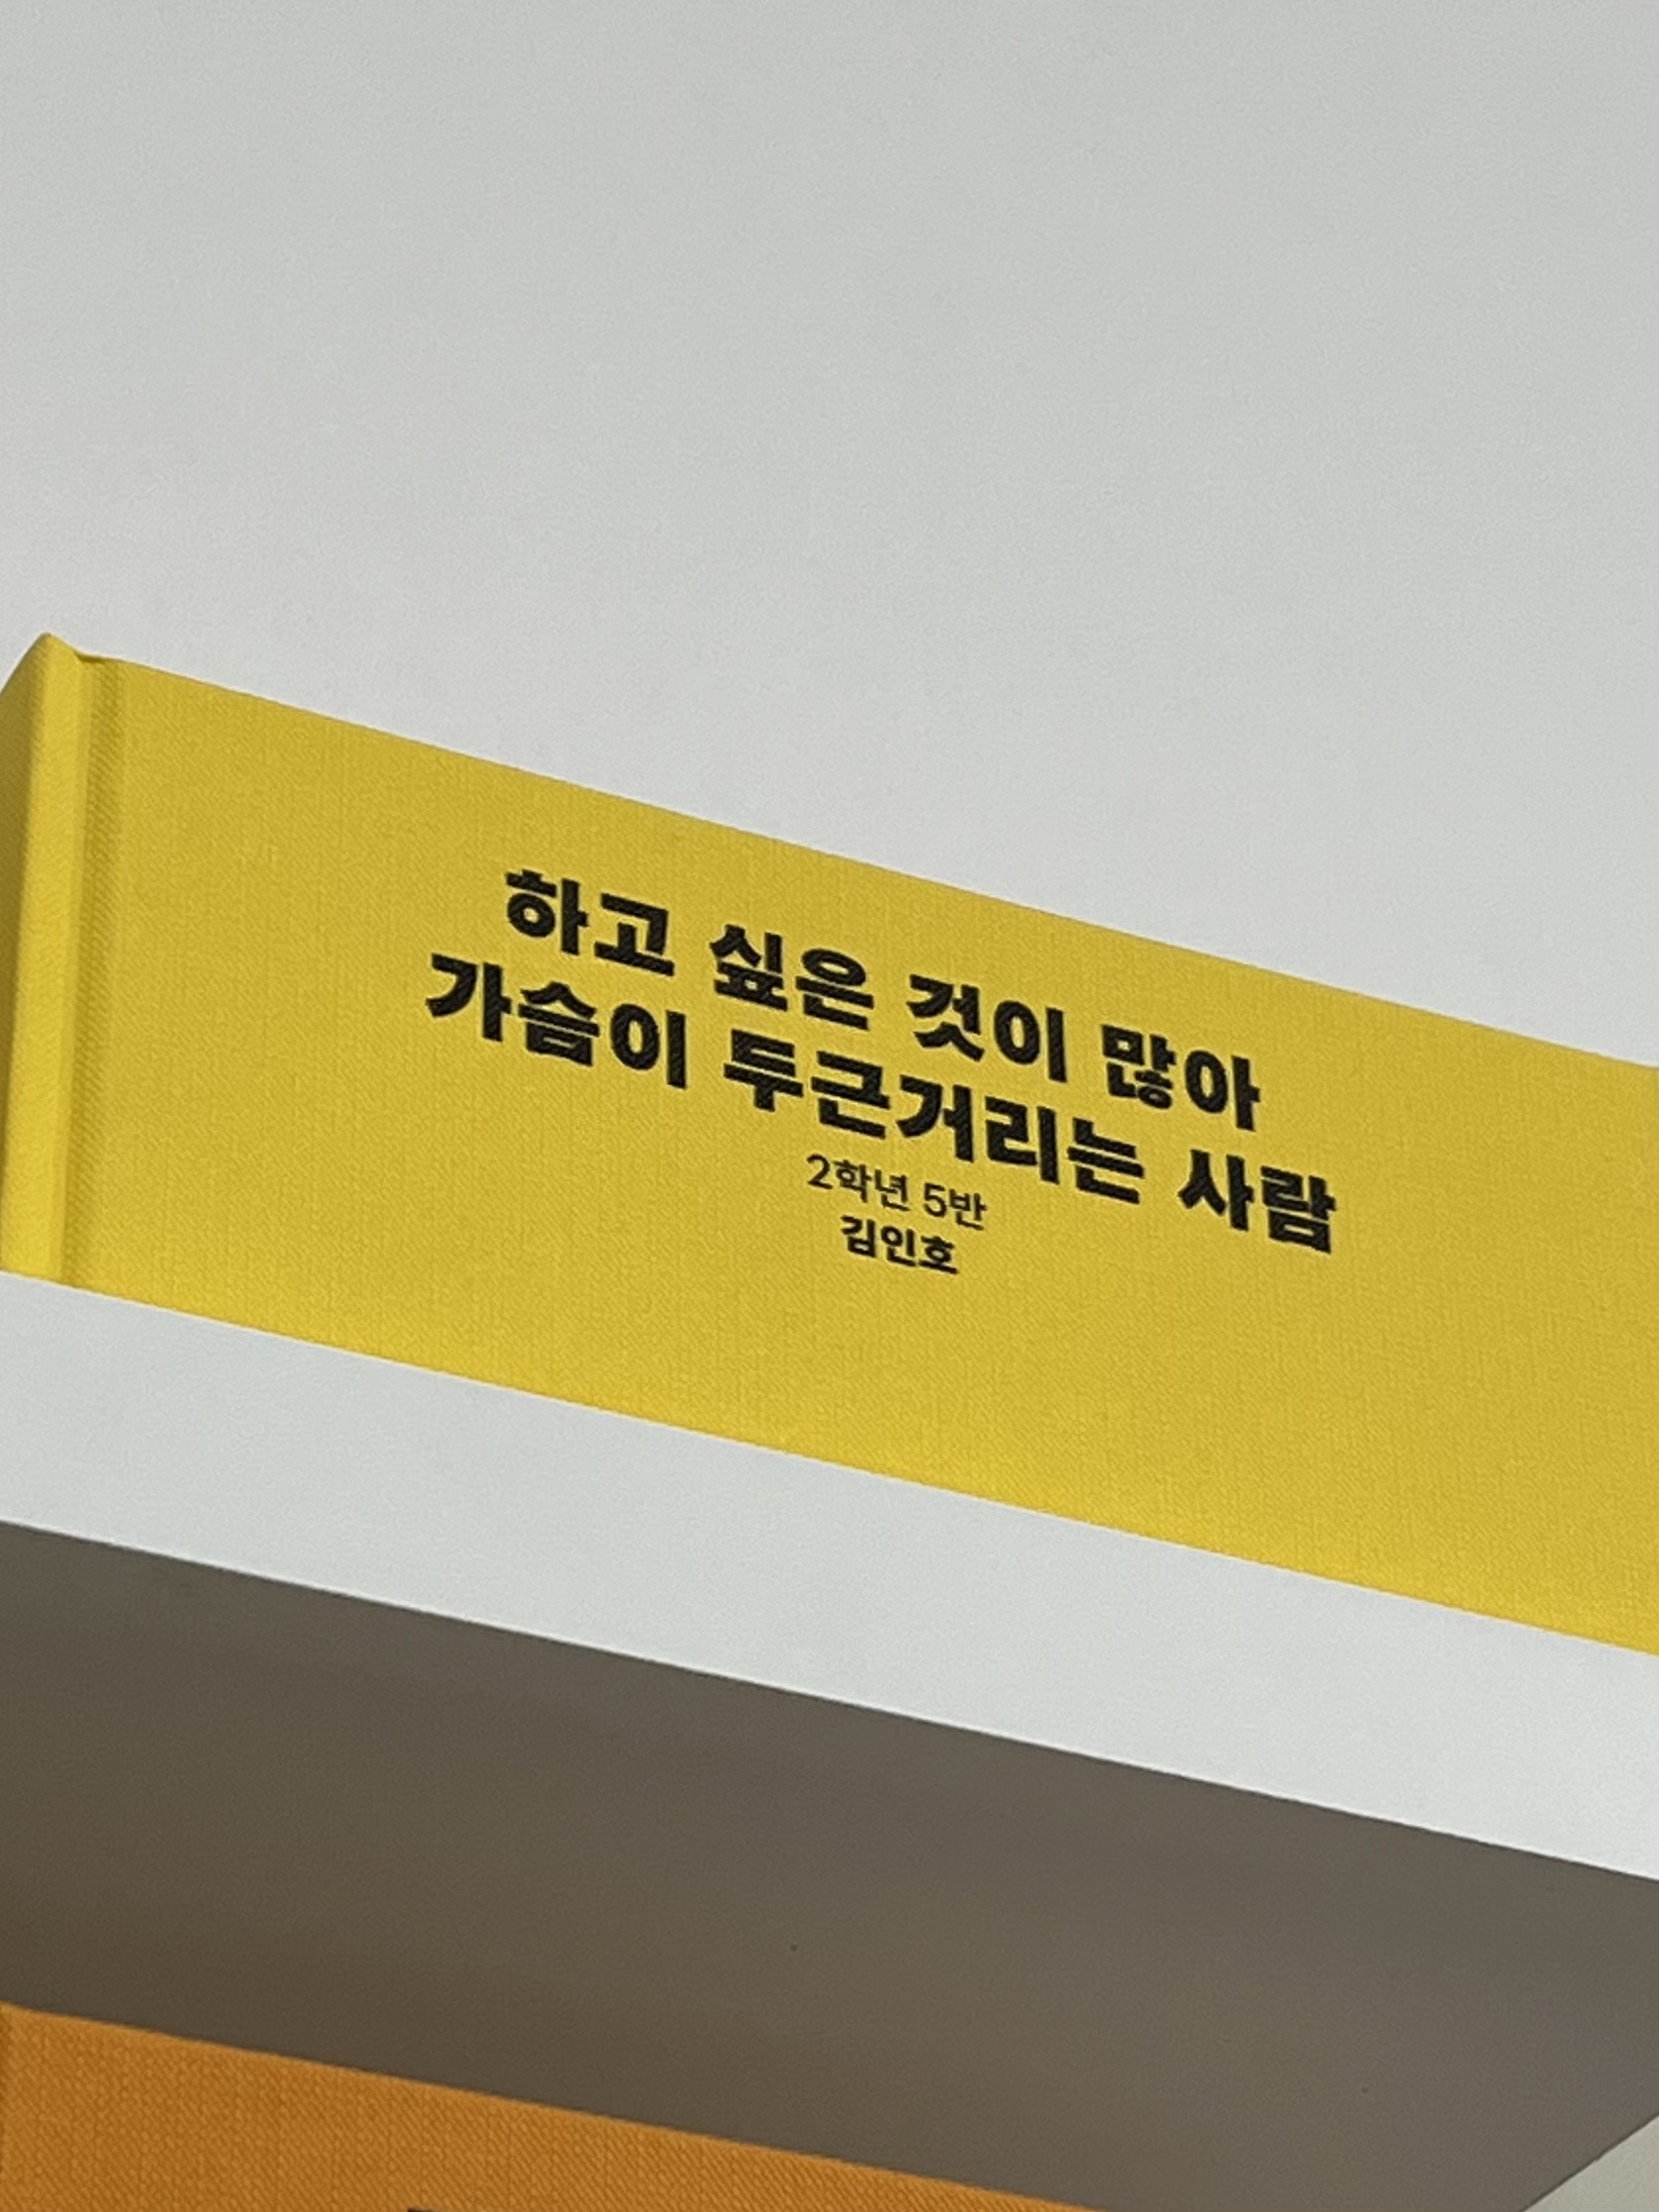 하고 싶은 것이 많아
가슴이 두근거리는 사람
2학년 5반
김인호